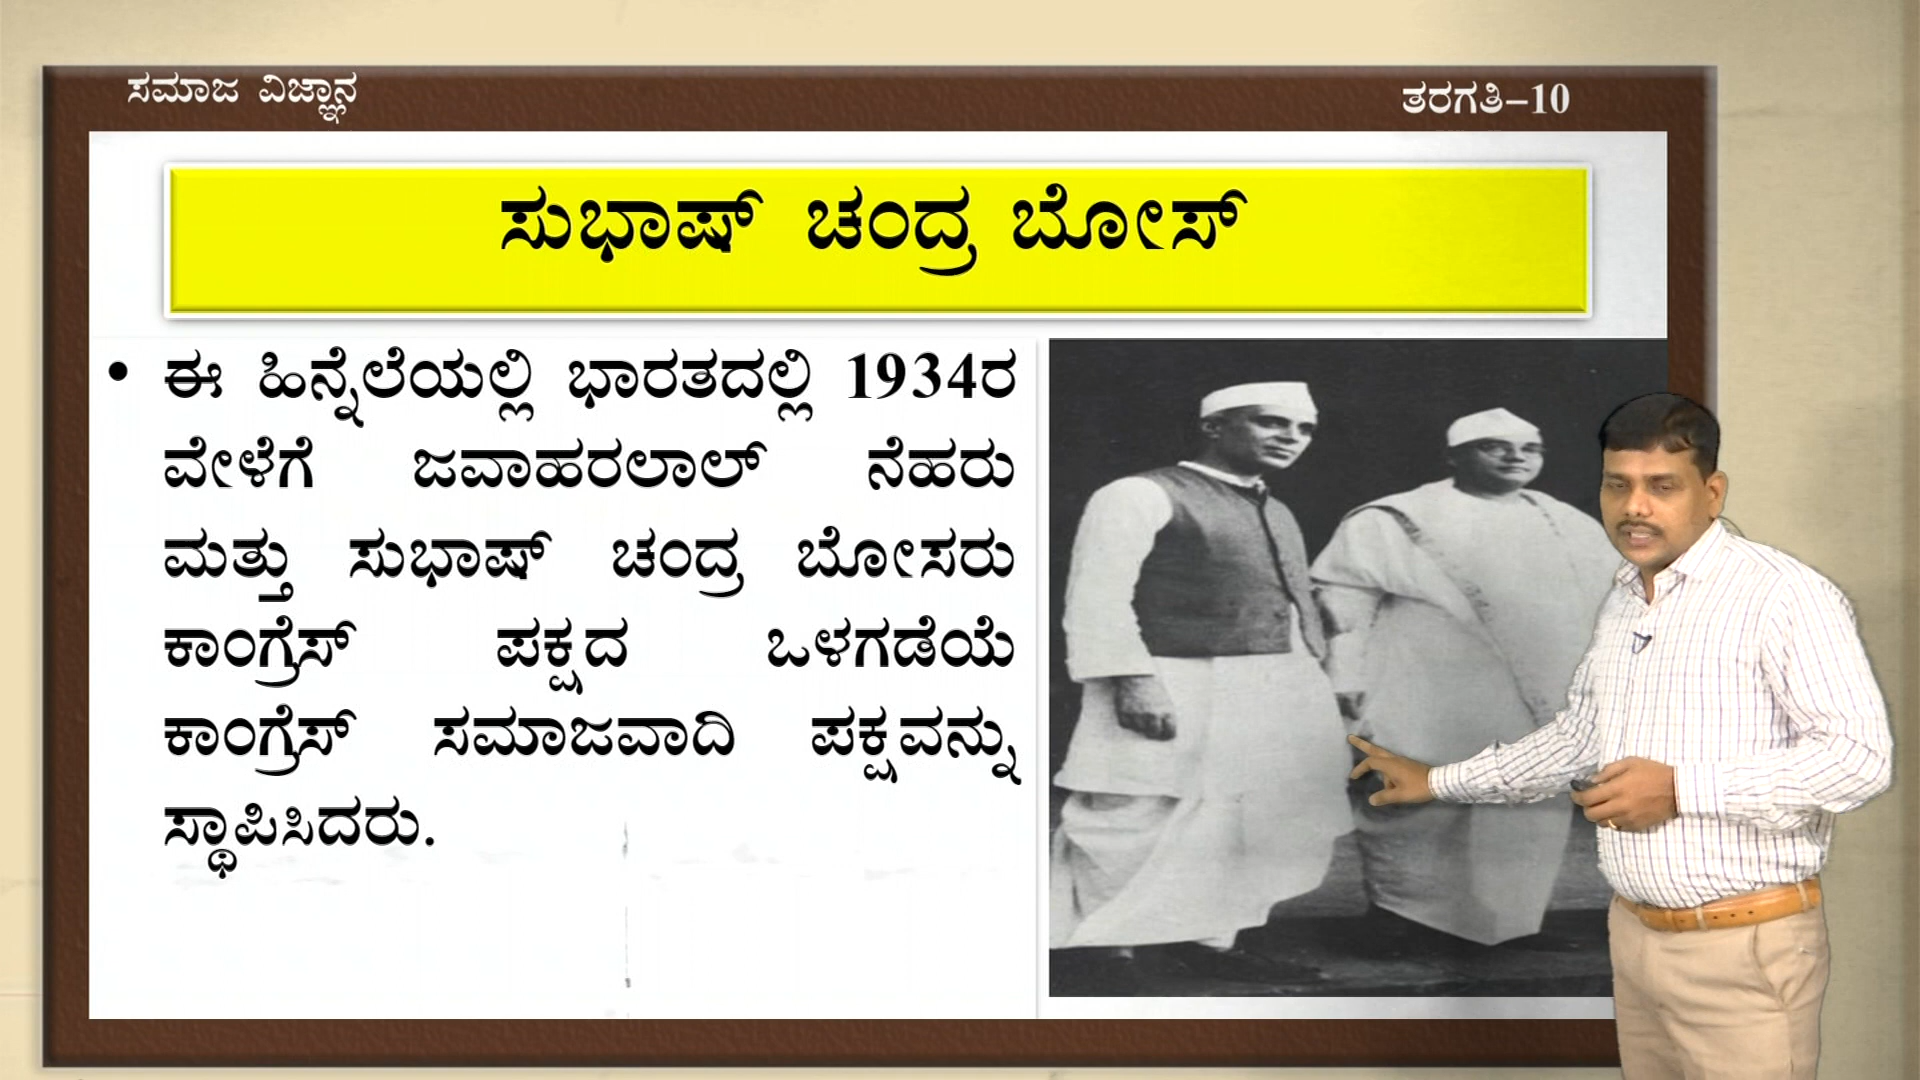 ಸಮಾಜ ವಿಜ್ಞಾನ
ತರಗತಿ-10
ಸುಭಾಷ್ ಚಂದ್ರ ಬೋಸ್
• ಈ ಹಿನ್ನೆಲೆಯಲ್ಲಿ ಭಾರತದಲ್ಲಿ 1934ರ
ವೇಳೆಗೆ ಜವಾಹರಲಾಲ್ ನೆಹರು
ಮತ್ತು ಸುಭಾಷ್ ಚಂದ್ರ ಬೋಸರು
ಕಾಂಗ್ರೆಸ್ ಪಕ್ಷದ ಒಳಗಡೆಯೆ
ಕಾಂಗ್ರೆಸ್ ಸಮಾಜವಾದಿ ಪಕ್ಷವನ್ನು
ಸ್ಥಾಪಿಸಿದರು.